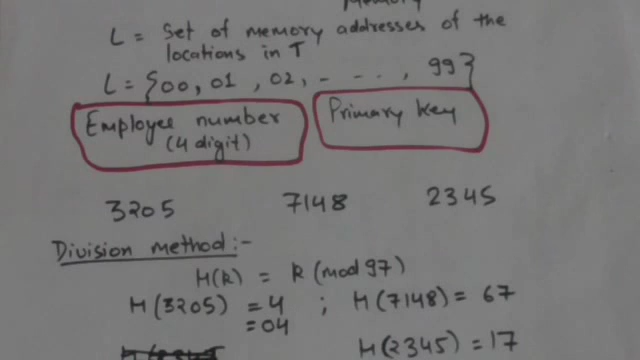 Memory
L = Set of memory addresses of the
locations in T
L = {00, 01, 02, - - - -, 99}
Employee number
(4 digit)
Primary key
3205 7148 2345
Division method:-
H(R) = R (mod 97)
H(3205) = 4 ; H(7148) = 67
= 04
H(2345) = 17